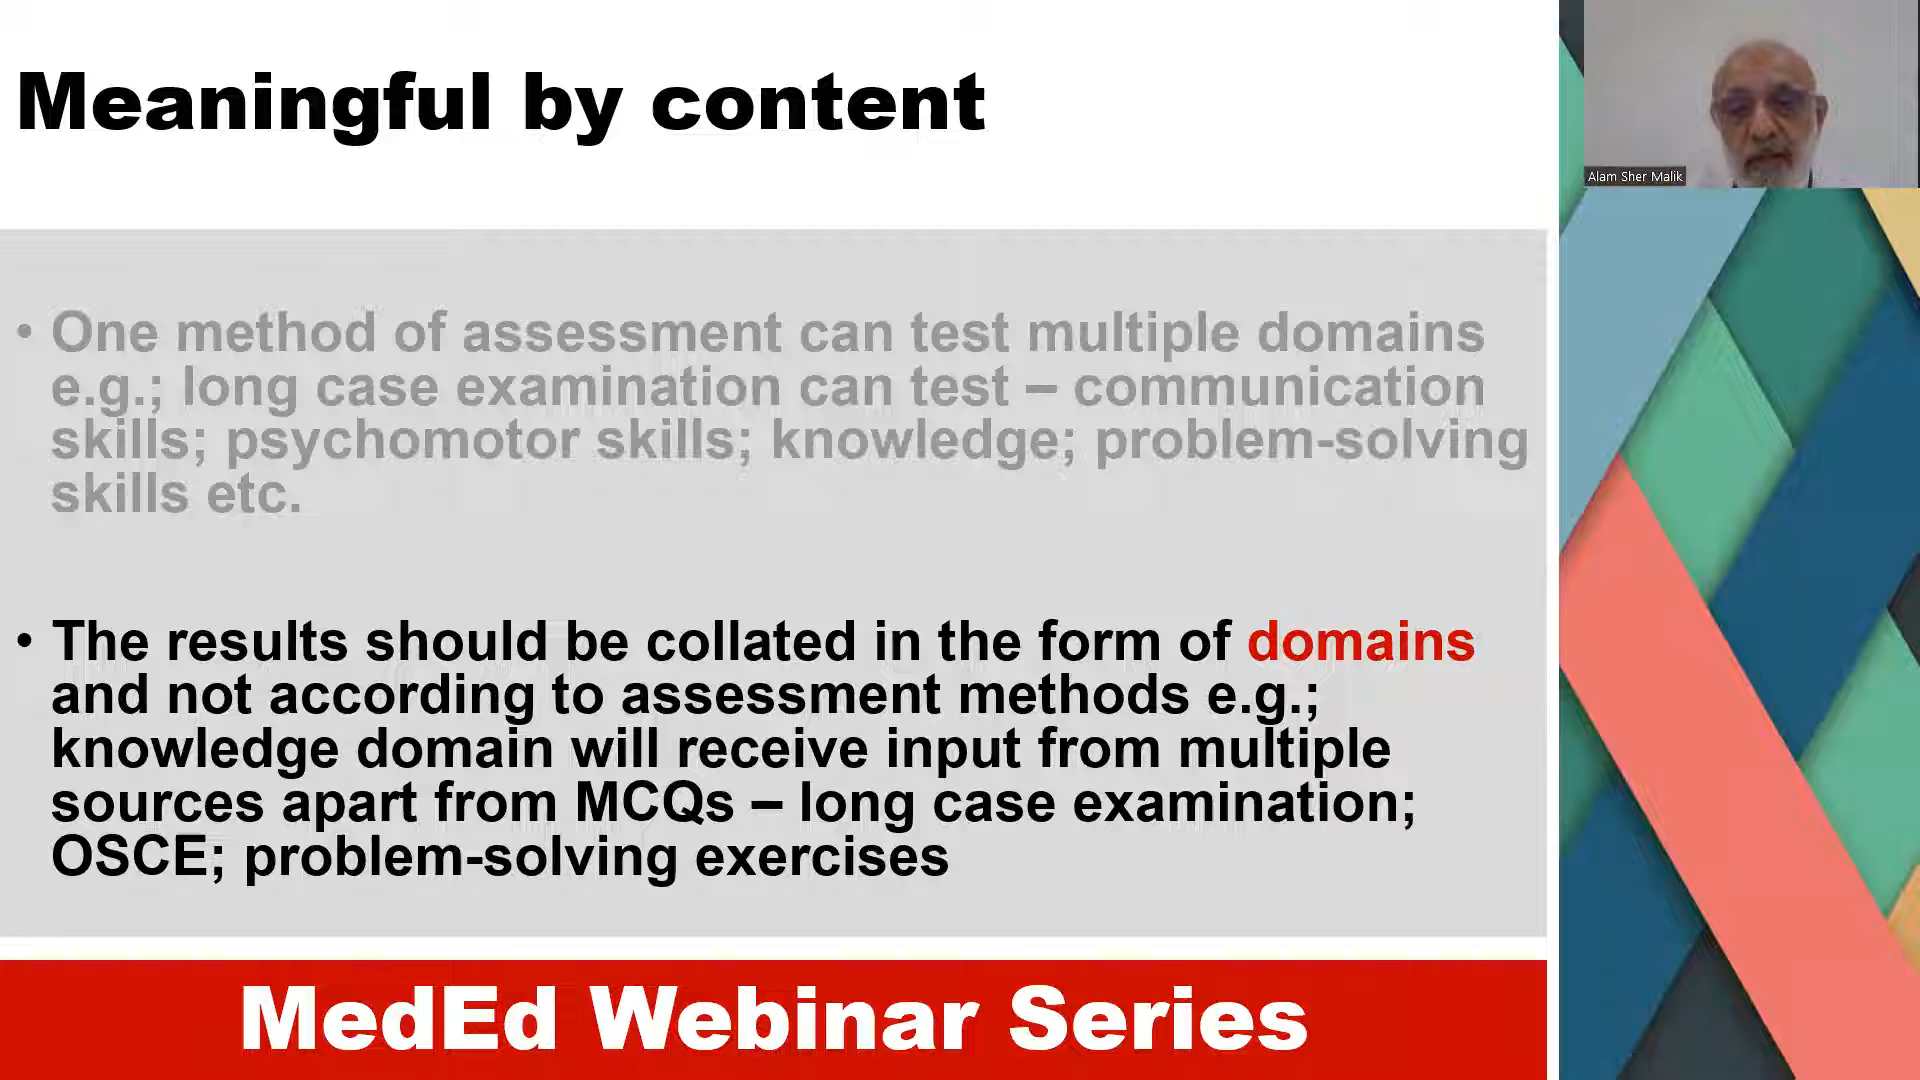 Meaningful by content
Alam Sher Malik
• One method of assessment can test multiple domains
e.g.; long case examination can test – communication
skills; psychomotor skills; knowledge; problem-solving
skills etc.
• The results should be collated in the form of domains
and not according to assessment methods e.g.;
knowledge domain will receive input from multiple
sources apart from MCQs – long case examination;
OSCE; problem-solving exercises
MedEd Webinar Series